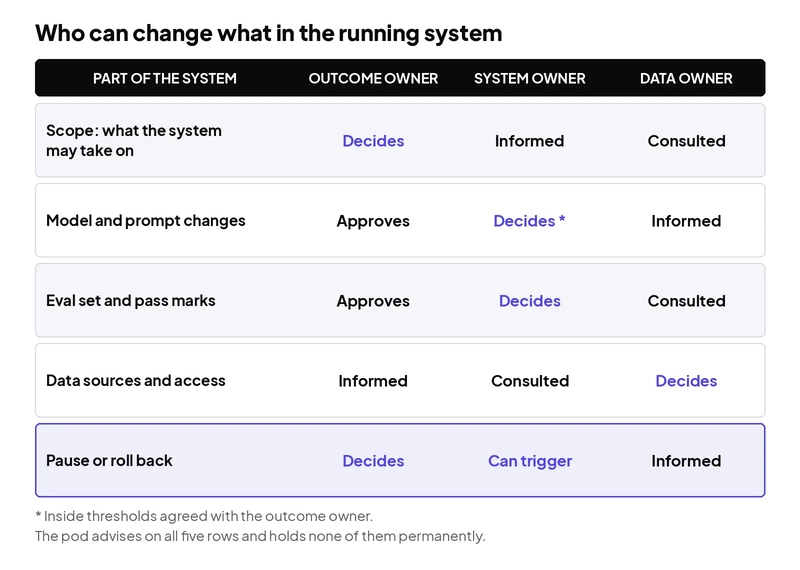 Who can change what in the running system
PART OF THE SYSTEM OUTCOME OWNER SYSTEM OWNER DATA OWNER
Scope: what the system
may take on
Decides Informed Consulted
Model and prompt changes Approves Decides * Informed
Eval set and pass marks Approves Decides Consulted
Data sources and access Informed Consulted Decides
Pause or roll back Decides Can trigger Informed
* Inside thresholds agreed with the outcome owner.
The pod advises on all five rows and holds none of them permanently.